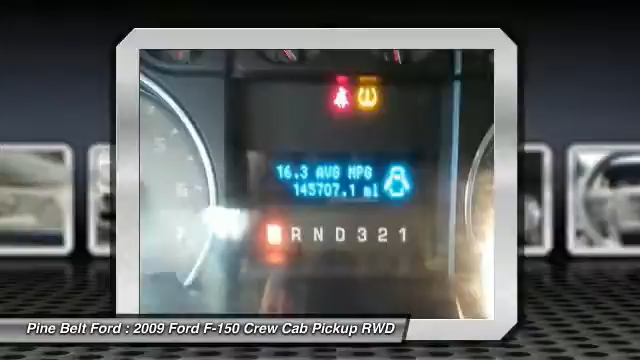 16.3 AVG MPG
145707.1 mi
R N D 3 2 1
Pine Belt Ford : 2009 Ford F-150 Crew Cab Pickup RWD